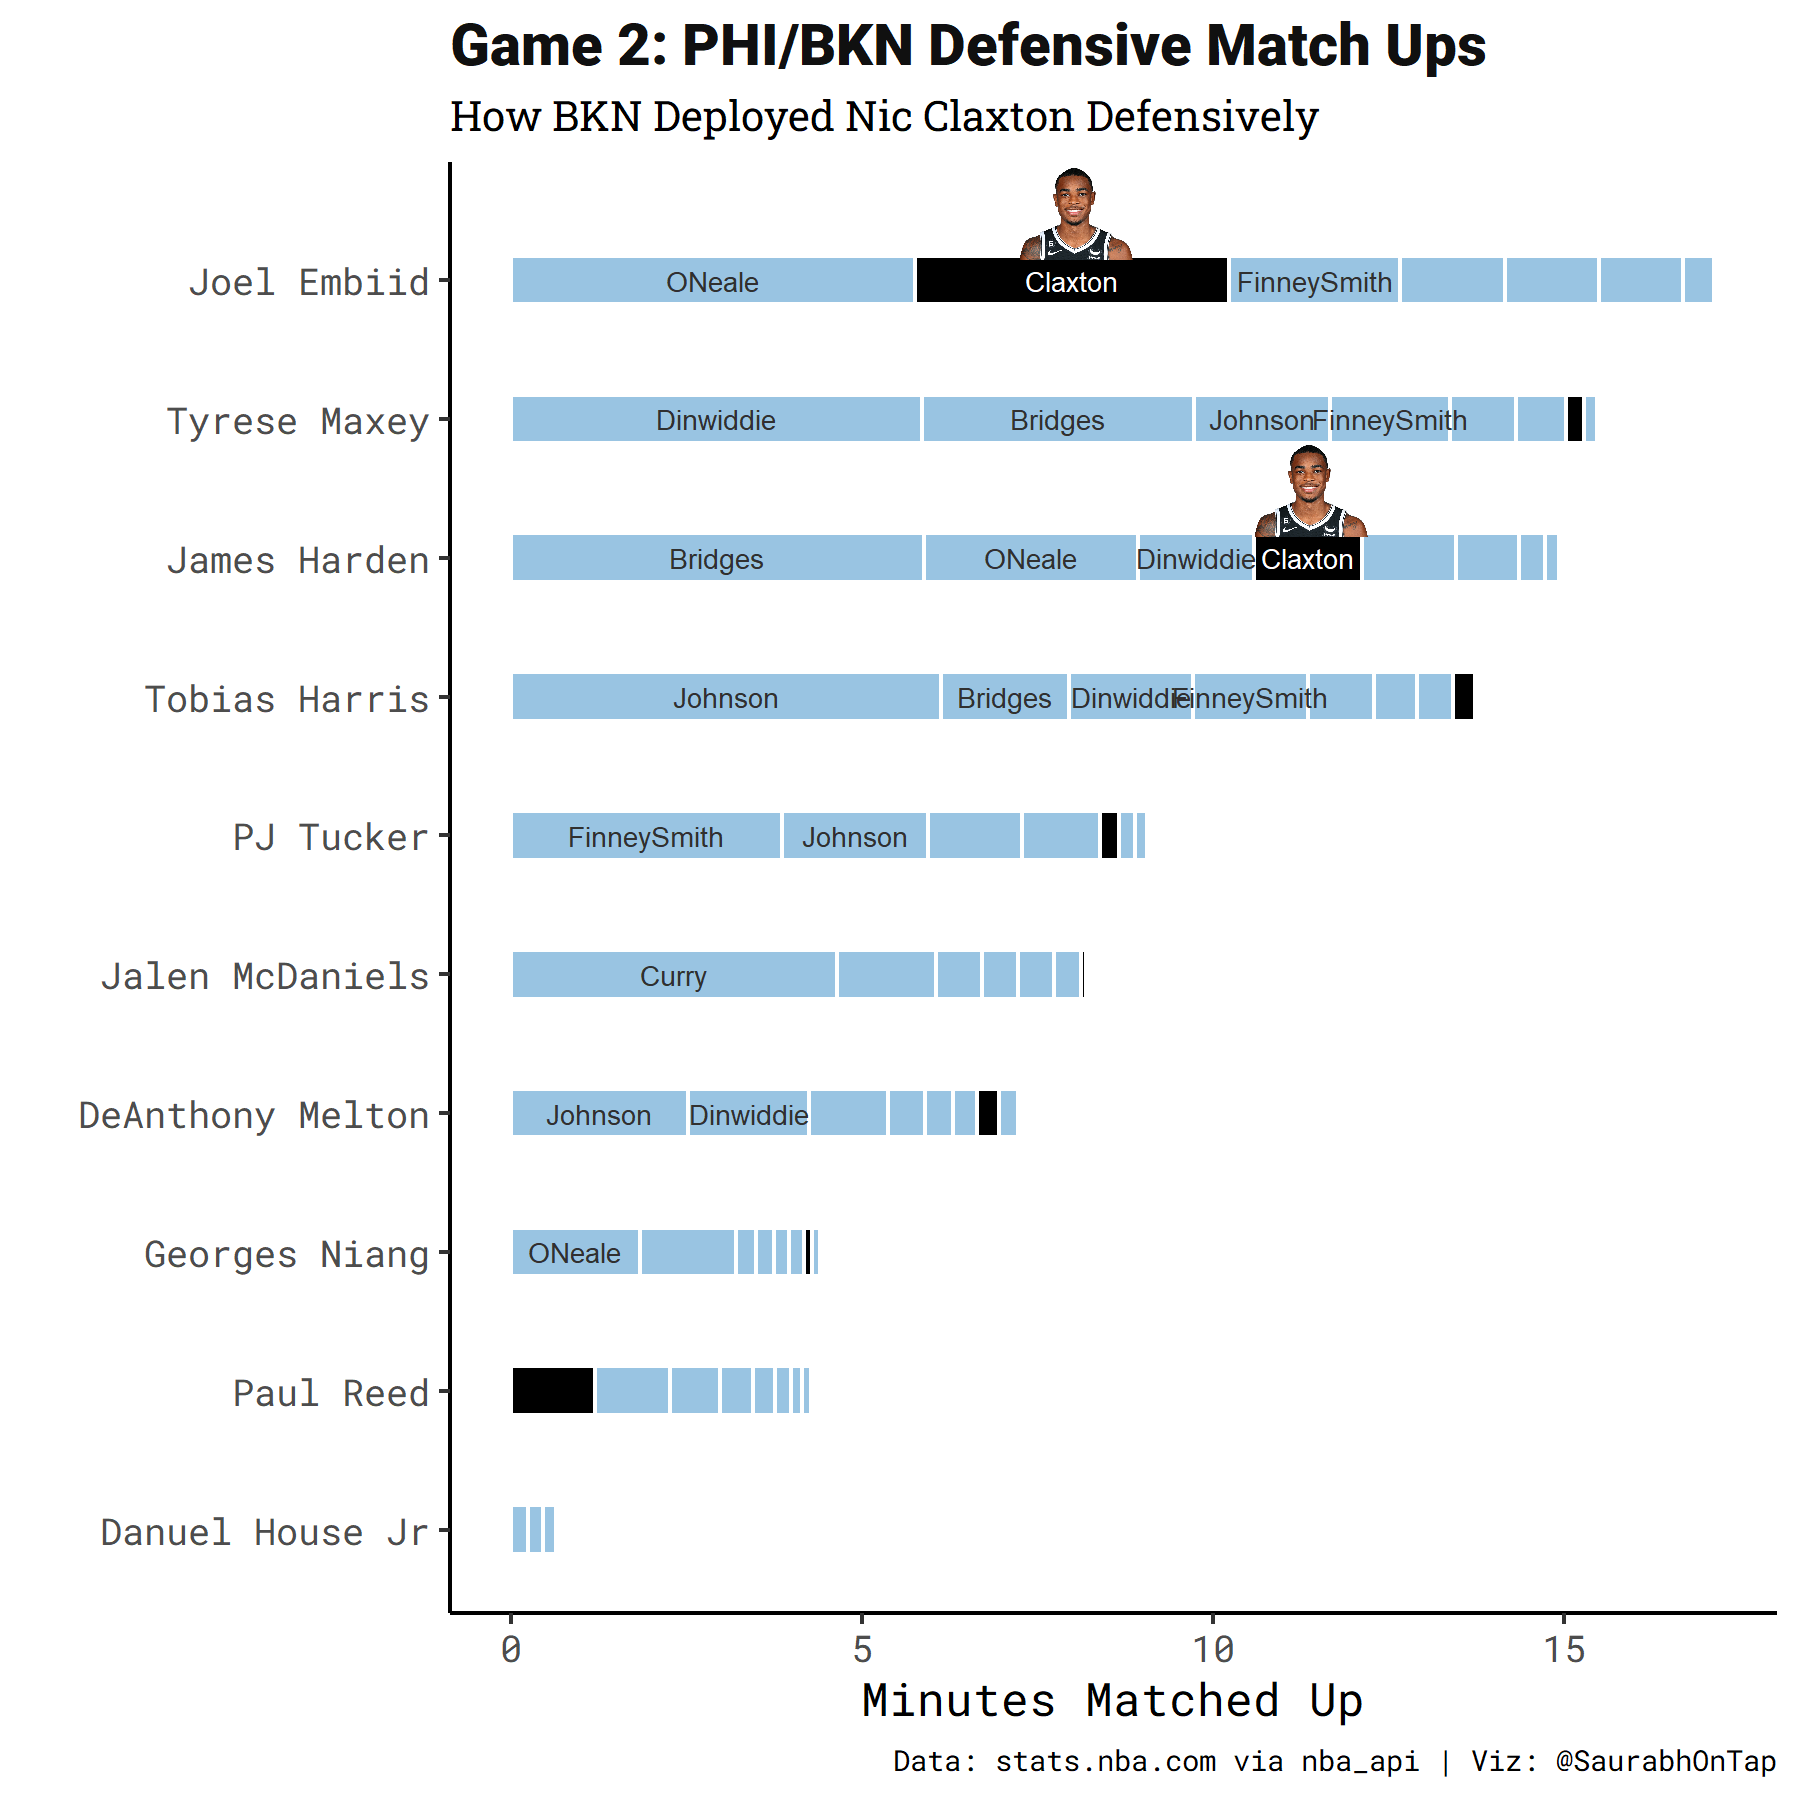 Game 2: PHI/BKN Defensive Match Ups
How BKN Deployed Nic Claxton Defensively
Joel Embiid ONeale Claxton FinneySmith
Tyrese Maxey Dinwiddie Bridges Johnson FinneySmith
James Harden Bridges ONeale Dinwiddie Claxton
Tobias Harris Johnson Bridges Dinwiddie FinneySmith
PJ Tucker FinneySmith Johnson
Jalen McDaniels Curry
DeAnthony Melton Johnson Dinwiddie
Georges Niang ONeale
Paul Reed
Danuel House Jr
0 5 10 15
Minutes Matched Up
Data: stats.nba.com via nba_api | Viz: @SaurabhOnTap